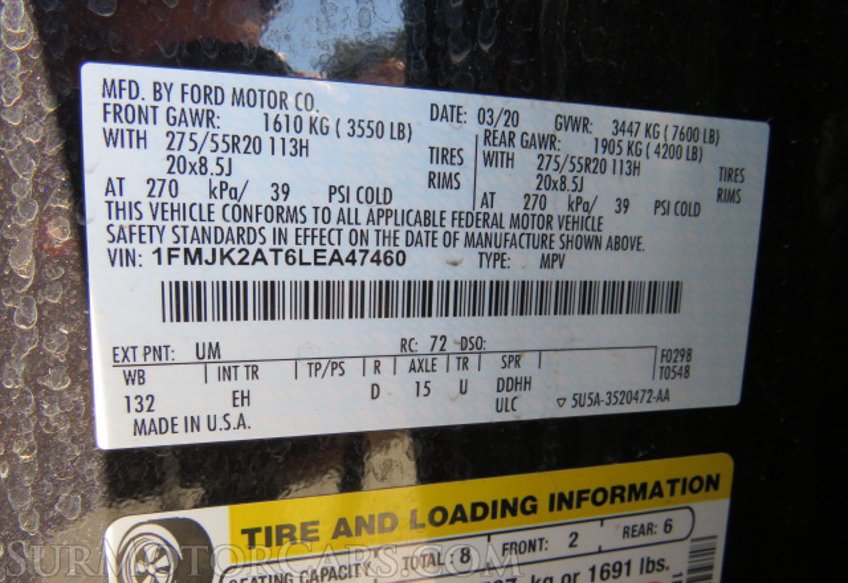 MFD. BY FORD MOTOR CO. DATE: 03/20 GVWR: 3447 KG ( 7600 LB)
FRONT GAWR: 1610 KG ( 3550 LB) REAR GAWR: 1905 KG ( 4200 LB)
WITH 275/55R20 113H TIRES WITH 275/55R20 113H TIRES
20x8.5J RIMS 20x8.5J RIMS
AT 270 kPa/ 39 PSI COLD AT 270 kPa/ 39 PSI COLD
THIS VEHICLE CONFORMS TO ALL APPLICABLE FEDERAL MOTOR VEHICLE
SAFETY STANDARDS IN EFFECT ON THE DATE OF MANUFACTURE SHOWN ABOVE.
VIN: 1FMJK2AT6LEA47460 TYPE: MPV
EXT PNT: UM RC: 72 DSO:
WB INT TR TP/PS R AXLE TR SPR F0298
132 EH D 15 U DDHH T0548
ULC ▽ 5U5A-3520472-AA
MADE IN U.S.A.
TIRE AND LOADING INFORMATION
SEATING CAPACITY TOTAL: 8 FRONT: 2 REAR: 6
kg or 1691 lbs.
SURMOTORCARS.COM